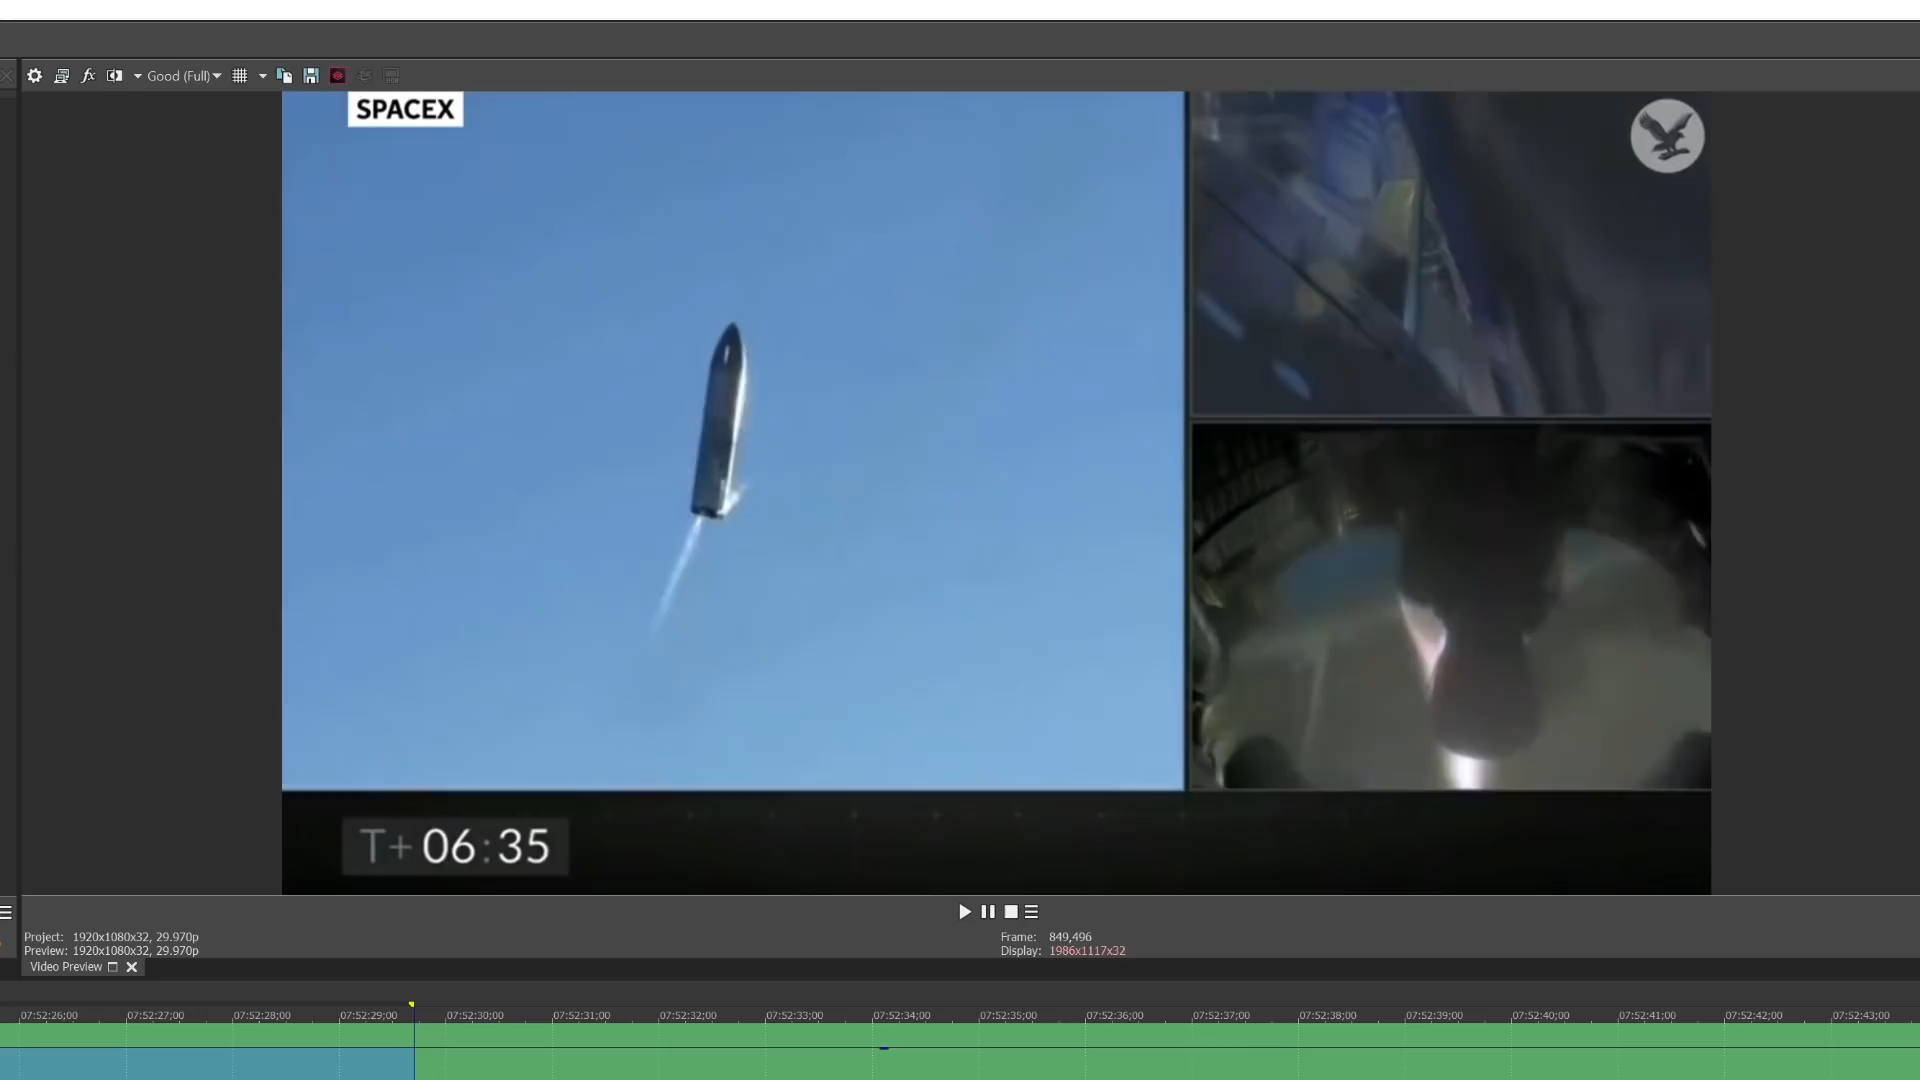 Good (Full)
SPACEX
T+ 06:35
Project: 1920x1080x32, 29.970p
Preview: 1920x1080x32, 29.970p
Frame: 849,496
Display: 1986x1117x32
Video Preview
07:52:26;00 07:52:27;00 07:52:28;00 07:52:29;00 07:52:30;00 07:52:31;00 07:52:32;00 07:52:33;00 07:52:34;00 07:52:35;00 07:52:36;00 07:52:37;00 07:52:38;00 07:52:39;00 07:52:40;00 07:52:41;00 07:52:42;00 07:52:43;00